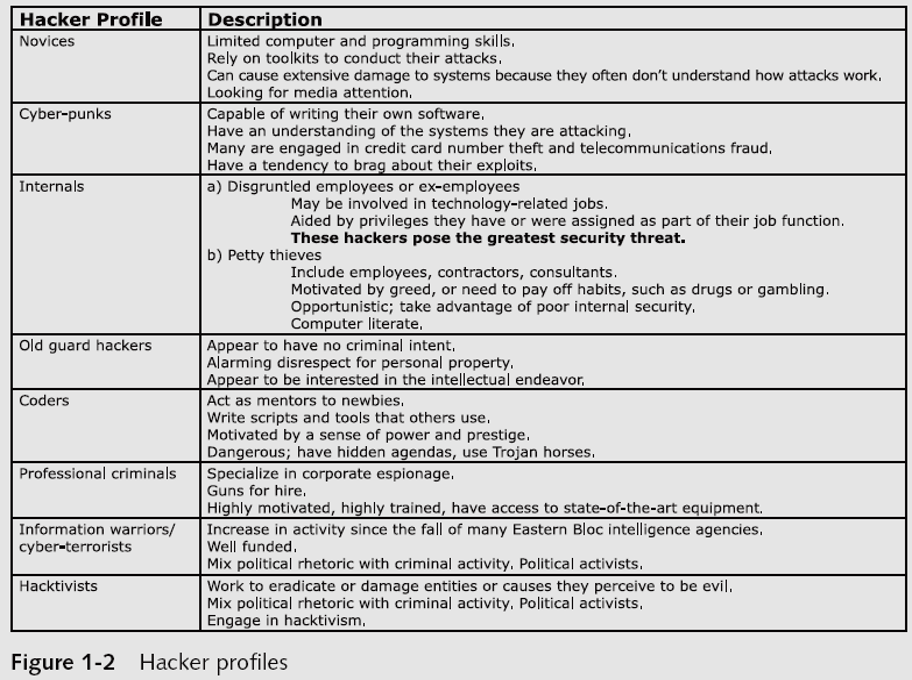 Hacker Profile Description
Novices Limited computer and programming skills.
Rely on toolkits to conduct their attacks.
Can cause extensive damage to systems because they often don't understand how attacks work.
Looking for media attention.
Cyber-punks Capable of writing their own software.
Have an understanding of the systems they are attacking.
Many are engaged in credit card number theft and telecommunications fraud.
Have a tendency to brag about their exploits.
Internals a) Disgruntled employees or ex-employees
May be involved in technology-related jobs.
Aided by privileges they have or were assigned as part of their job function.
These hackers pose the greatest security threat.
b) Petty thieves
Include employees, contractors, consultants.
Motivated by greed, or need to pay off habits, such as drugs or gambling.
Opportunistic; take advantage of poor internal security.
Computer literate.
Old guard hackers Appear to have no criminal intent.
Alarming disrespect for personal property.
Appear to be interested in the intellectual endeavor.
Coders Act as mentors to newbies.
Write scripts and tools that others use.
Motivated by a sense of power and prestige.
Dangerous; have hidden agendas, use Trojan horses.
Professional criminals Specialize in corporate espionage.
Guns for hire.
Highly motivated, highly trained, have access to state-of-the-art equipment.
Information warriors/ Increase in activity since the fall of many Eastern Bloc intelligence agencies.
cyber-terrorists Well funded.
Mix political rhetoric with criminal activity. Political activists.
Hacktivists Work to eradicate or damage entities or causes they perceive to be evil.
Mix political rhetoric with criminal activity. Political activists.
Engage in hacktivism.
Figure 1-2 Hacker profiles